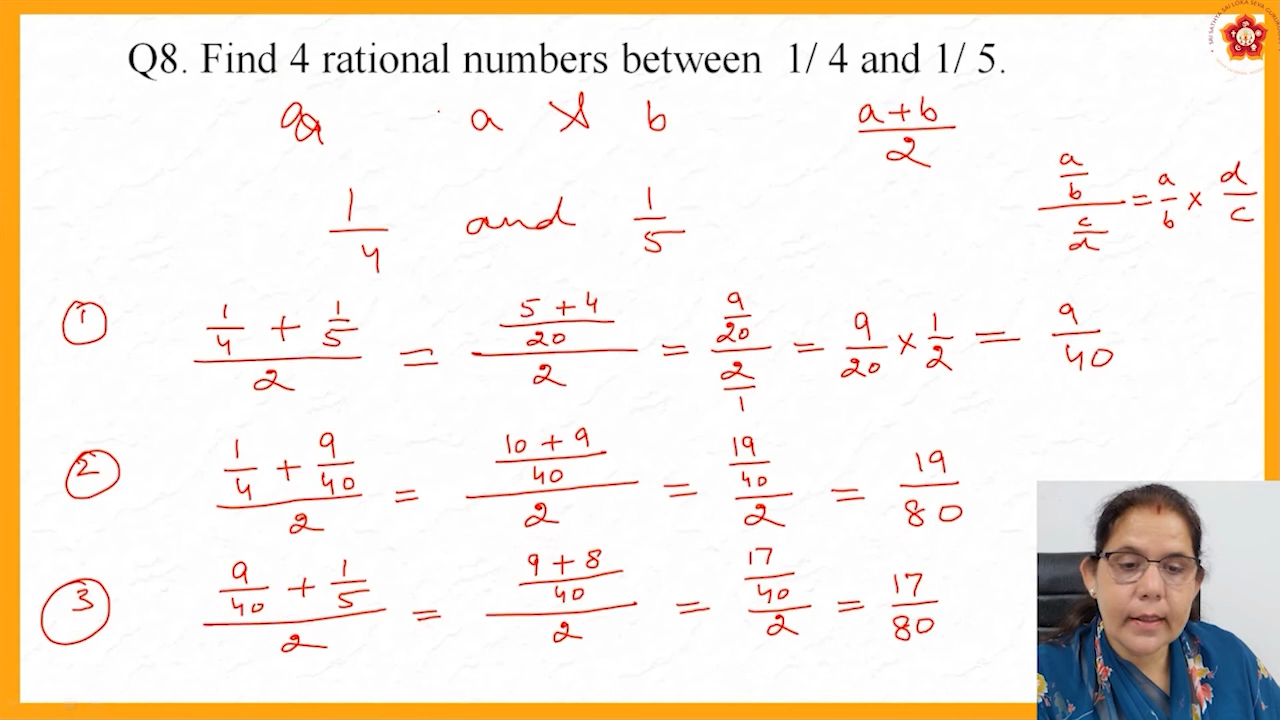 Q8. Find 4 rational numbers between 1/ 4 and 1/ 5.
a b (a+b)/2
(a/b)/(c/d) = a/b × d/c
1/4 and 1/5
① (1/4 + 1/5)/2 = ((5+4)/20)/2 = (9/20)/(2/1) = 9/20 × 1/2 = 9/40
② (1/4 + 9/40)/2 = ((10+9)/40)/2 = (19/40)/2 = 19/80
③ (9/40 + 1/5)/2 = ((9+8)/40)/2 = (17/40)/2 = 17/80